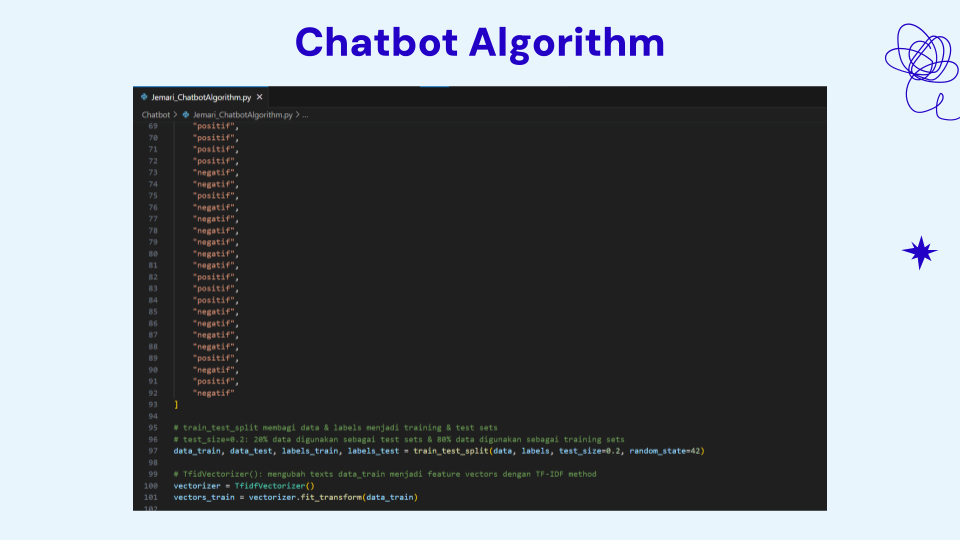 Chatbot Algorithm
Jemari_ChatbotAlgorithm.py ×
Chatbot > Jemari_ChatbotAlgorithm.py > ...
69 "positif",
70 "positif",
71 "positif",
72 "positif",
73 "negatif",
74 "negatif",
75 "positif",
76 "negatif",
77 "negatif",
78 "negatif",
79 "negatif",
80 "negatif",
81 "negatif",
82 "positif",
83 "positif",
84 "positif",
85 "negatif",
86 "negatif",
87 "negatif",
88 "negatif",
89 "positif",
90 "negatif",
91 "positif",
92 "negatif"
93 ]
94
95 # train_test_split membagi data & labels menjadi training & test sets
96 # test_size=0.2: 20% data digunakan sebagai test sets & 80% data digunakan sebagai training sets
97 data_train, data_test, labels_train, labels_test = train_test_split(data, labels, test_size=0.2, random_state=42)
98
99 # TfidVectorizer(): mengubah texts data_train menjadi feature vectors dengan TF-IDF method
100 vectorizer = TfidfVectorizer()
101 vectors_train = vectorizer.fit_transform(data_train)
102